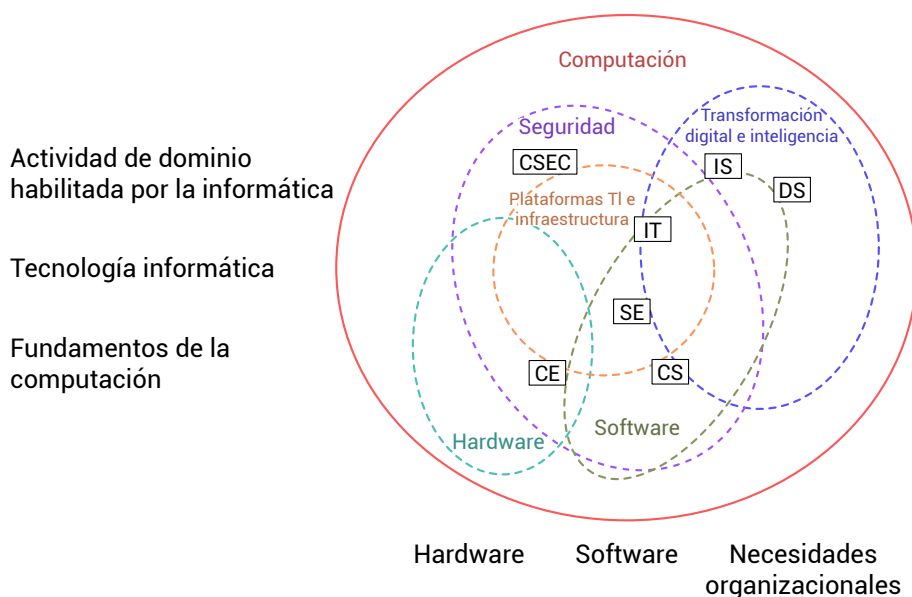 Computación
Transformación
digital e inteligencia
Seguridad
Actividad de dominio
habilitada por la informática
CSEC
IS
DS
Plataformas Tl e
infraestructura
IT
Tecnología informática
SE
Fundamentos de la
computación
CE
CS
Software
Hardware
Hardware
Software
Necesidades
organizacionales